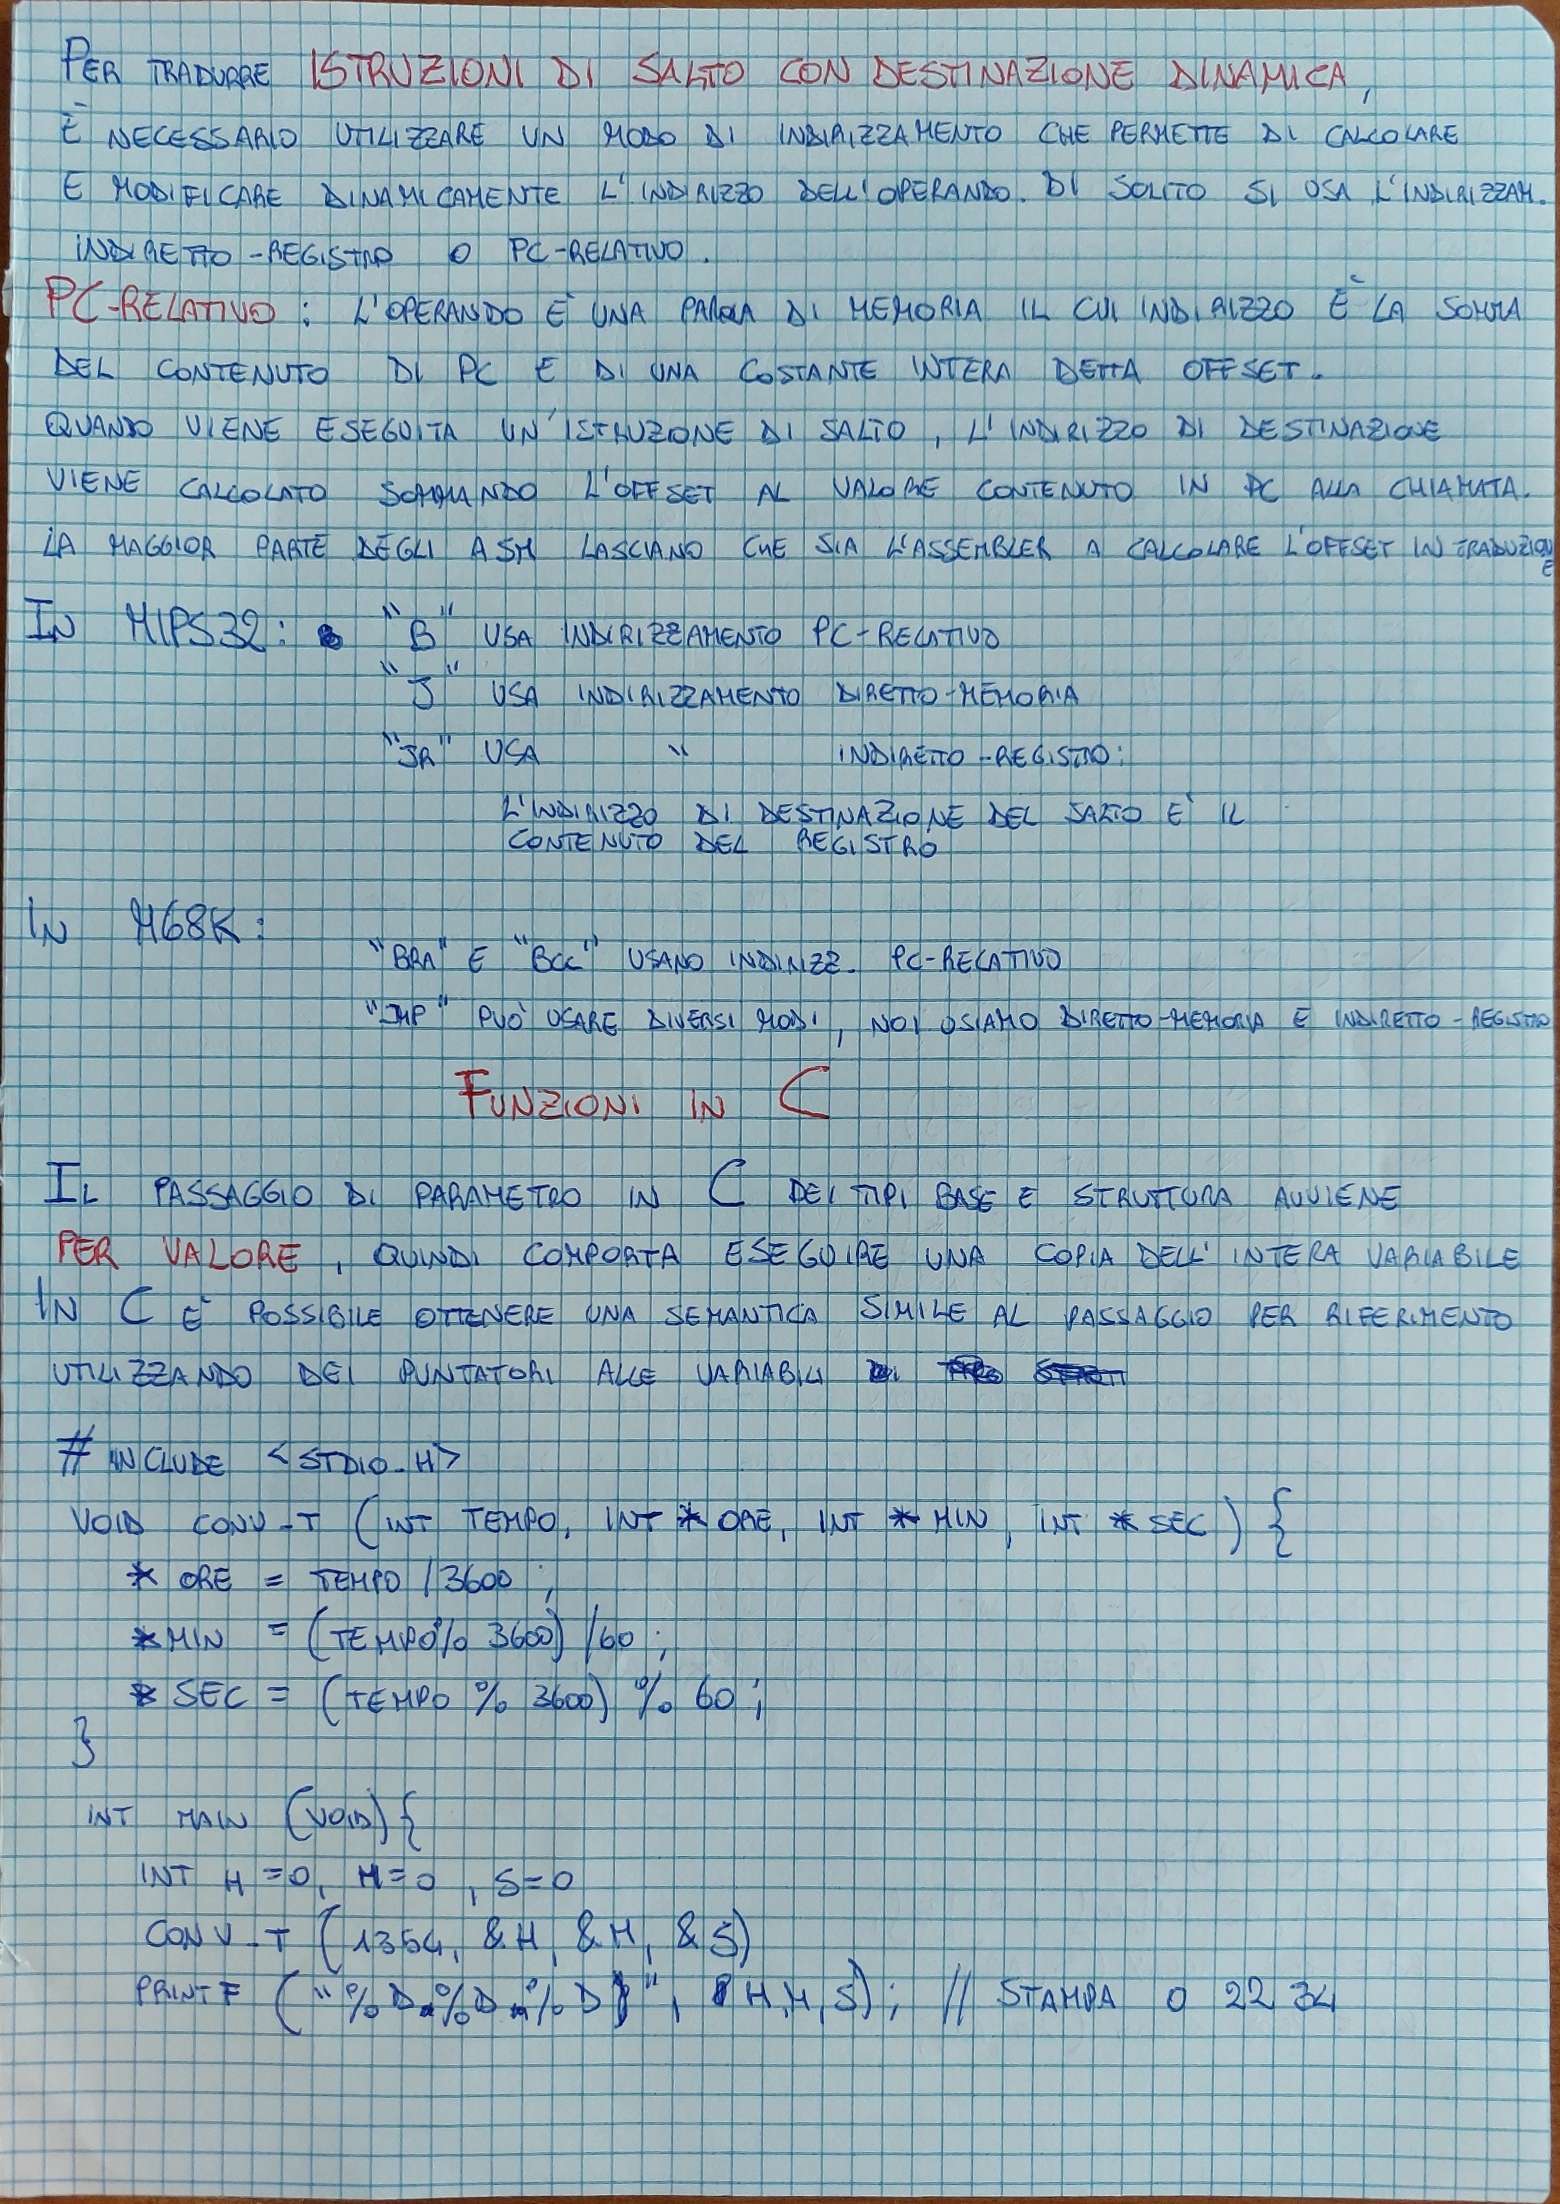 PER TRADURRE ISTRUZIONI DI SALTO CON DESTINAZIONE DINAMICA,
È NECESSARIO UTILIZZARE UN MODO DI INDIRIZZAMENTO CHE PERMETTE DI CALCOLARE
E MODIFICARE DINAMICAMENTE L'INDIRIZZO DELL'OPERANDO. DI SOLITO SI USA L'INDIRIZZAM.
INDIRETTO-REGISTRO O PC-RELATIVO.
PC-RELATIVO: L'OPERANDO È UNA PAROLA DI MEMORIA IL CUI INDIRIZZO È LA SOMMA
DEL CONTENUTO DI PC E DI UNA COSTANTE INTERA DETTA OFFSET.
QUANDO VIENE ESEGUITA UN'ISTRUZIONE DI SALTO, L'INDIRIZZO DI DESTINAZIONE
VIENE CALCOLATO SOMMANDO L'OFFSET AL VALORE CONTENUTO IN PC ALLA CHIAMATA.
LA MAGGIOR PARTE DEGLI ASM LASCIANO CHE SIA L'ASSEMBLER A CALCOLARE L'OFFSET IN TRADUZIONE
IN MIPS32: "B" USA INDIRIZZAMENTO PC-RELATIVO
"J" USA INDIRIZZAMENTO DIRETTO-MEMORIA
"JR" USA " INDIRETTO-REGISTRO:
L'INDIRIZZO DI DESTINAZIONE DEL SALTO E' IL
CONTENUTO DEL REGISTRO
IN M68K:
"BRA" E "BCC" USANO INDIRIZZ. PC-RELATIVO
"JMP" PUÒ USARE DIVERSI MODI, NOI USIAMO DIRETTO-MEMORIA E INDIRETTO-REGISTRO
FUNZIONI IN C
IL PASSAGGIO DI PARAMETRO IN C DEI TIPI BASE E STRUTTURA AVVIENE
PER VALORE, QUINDI COMPORTA ESEGUIRE UNA COPIA DELL'INTERA VARIABILE
IN C E' POSSIBILE OTTENERE UNA SEMANTICA SIMILE AL PASSAGGIO PER RIFERIMENTO
UTILIZZANDO DEI PUNTATORI ALLE VARIABILI
# INCLUDE <STDIO.H>
VOID CONV_T (INT TEMPO, INT *ORE, INT *MIN, INT *SEC) {
* ORE = TEMPO /3600;
*MIN = (TEMPO% 3600) /60;
* SEC = (TEMPO % 3600) % 60;
}
INT MAIN (VOID) {
INT H =0, M=0, S=0
CONV_T (1354, &H, &M, &S)
PRINTF ("%D.%D.%D", H,M,S); // STAMPA 0 22 34